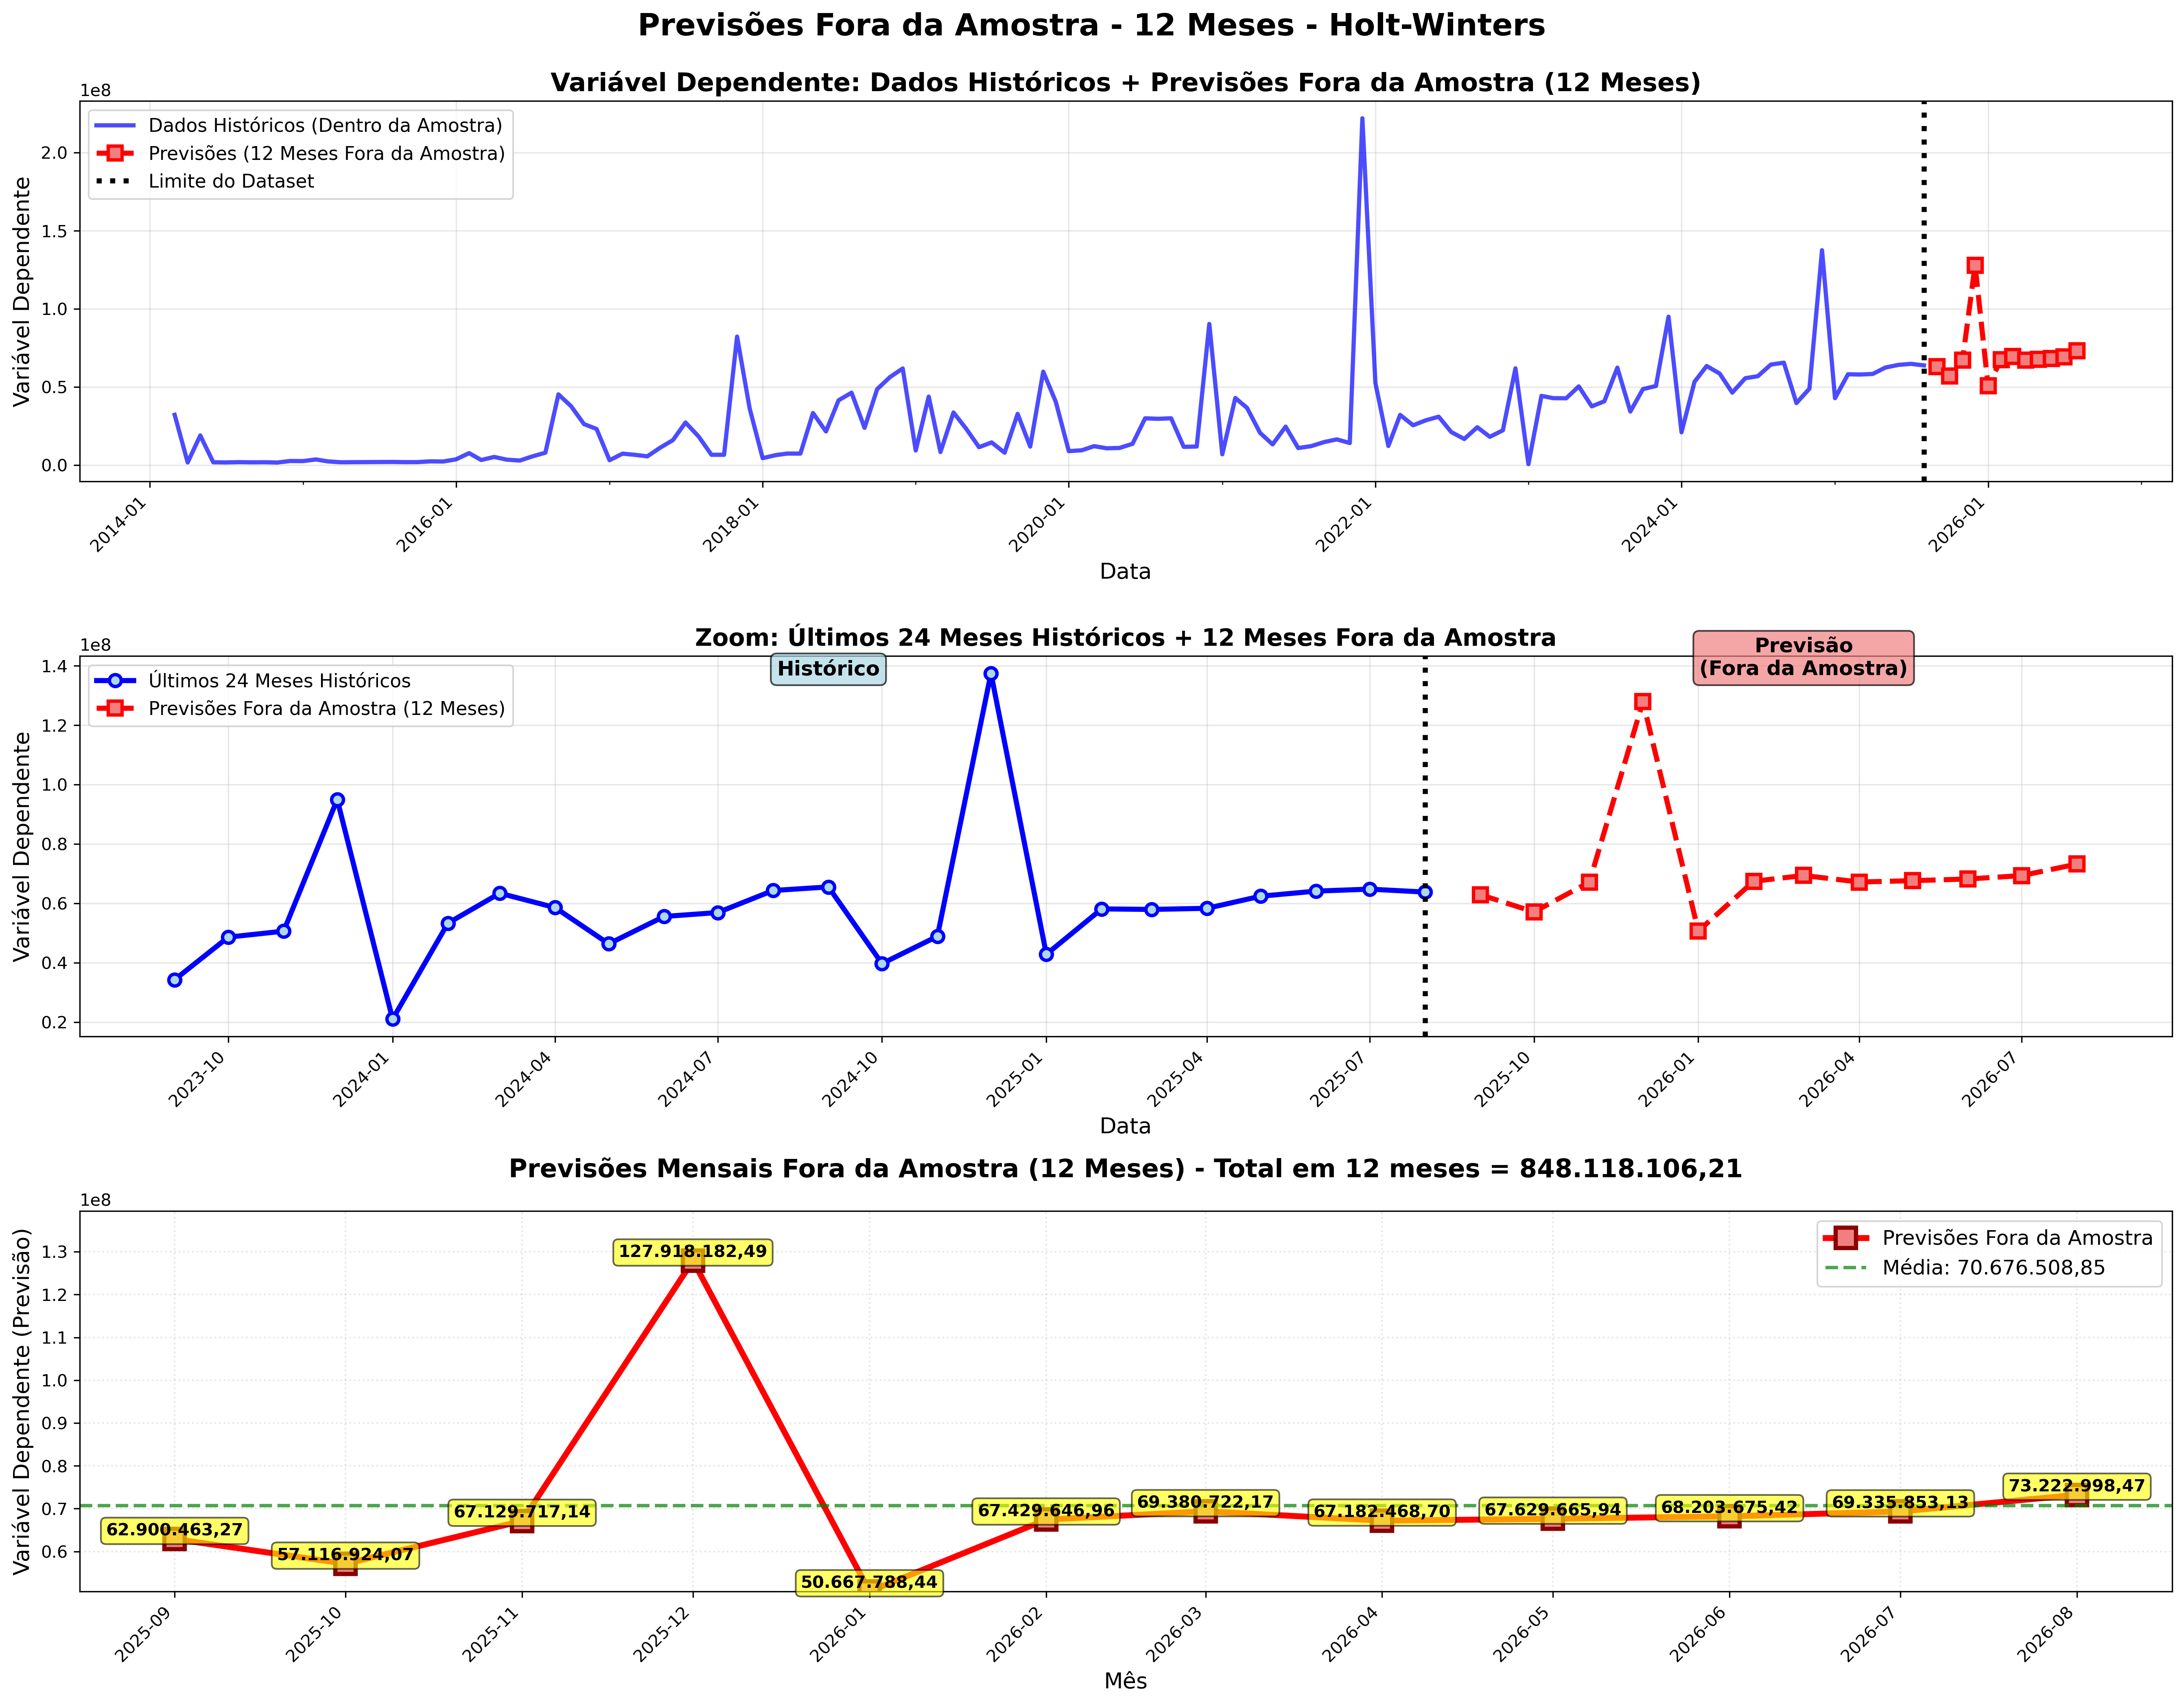 Previsões Fora da Amostra - 12 Meses - Holt-Winters
Variável Dependente: Dados Históricos + Previsões Fora da Amostra (12 Meses)
1e8
Dados Históricos (Dentro da Amostra)
Previsões (12 Meses Fora da Amostra)
Limite do Dataset
Variável Dependente
2.0
1.5
1.0
0.5
0.0
2014-01
2016-01
2018-01
2020-01
2022-01
2024-01
2026-01
Data
Zoom: Últimos 24 Meses Históricos + 12 Meses Fora da Amostra
1e8
Últimos 24 Meses Históricos
Previsões Fora da Amostra (12 Meses)
Histórico
Previsão
(Fora da Amostra)
Variável Dependente
1.4
1.2
1.0
0.8
0.6
0.4
0.2
2023-10
2024-01
2024-04
2024-07
2024-10
2025-01
2025-04
2025-07
2025-10
2026-01
2026-04
2026-07
Data
Previsões Mensais Fora da Amostra (12 Meses) - Total em 12 meses = 848.118.106,21
1e8
Previsões Fora da Amostra
Média: 70.676.508,85
Variável Dependente (Previsão)
1.3
1.2
1.1
1.0
0.9
0.8
0.7
0.6
62.900.463,27
57.116.924,07
67.129.717,14
127.918.182,49
50.667.788,44
67.429.646,96
69.380.722,17
67.182.468,70
67.629.665,94
68.203.675,42
69.335.853,13
73.222.998,47
2025-09
2025-10
2025-11
2025-12
2026-01
2026-02
2026-03
2026-04
2026-05
2026-06
2026-07
2026-08
Mês